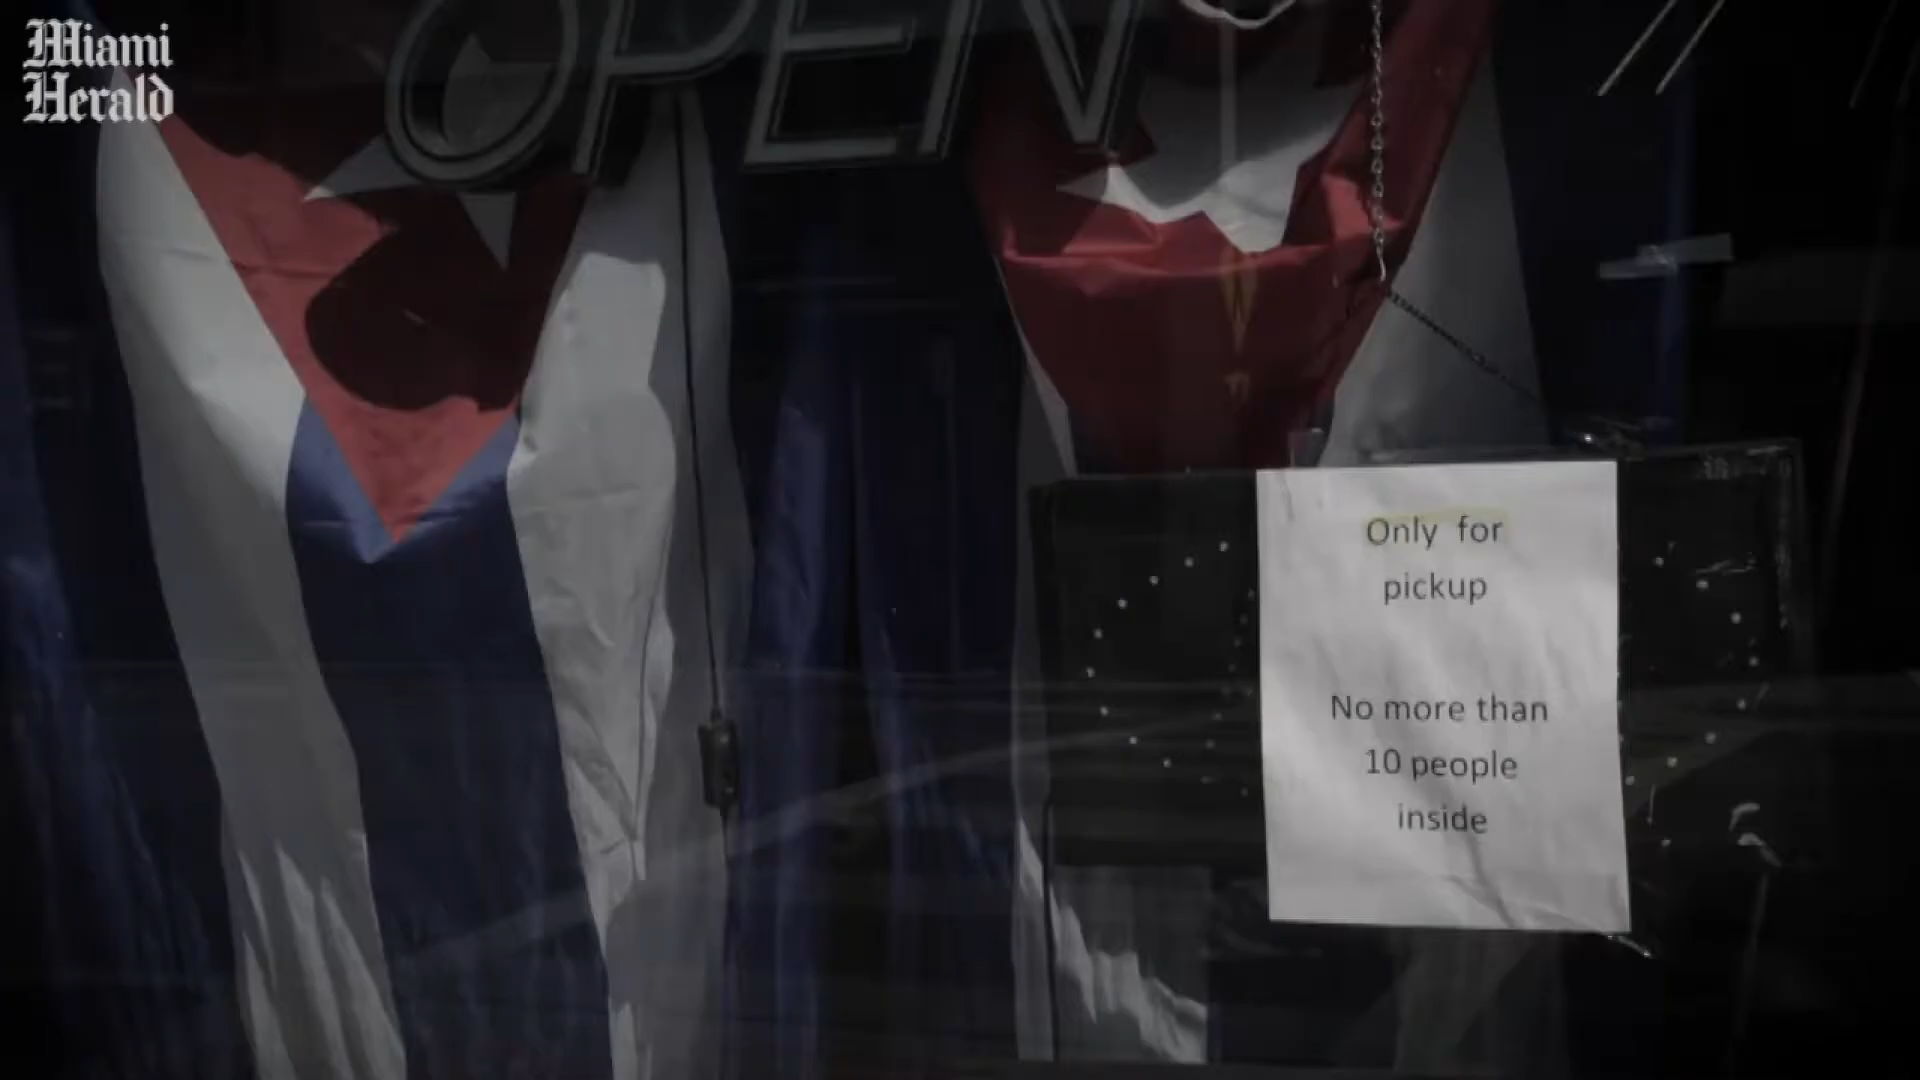 Miami
Herald
OPEN
Only for
pickup
No more than
10 people
inside